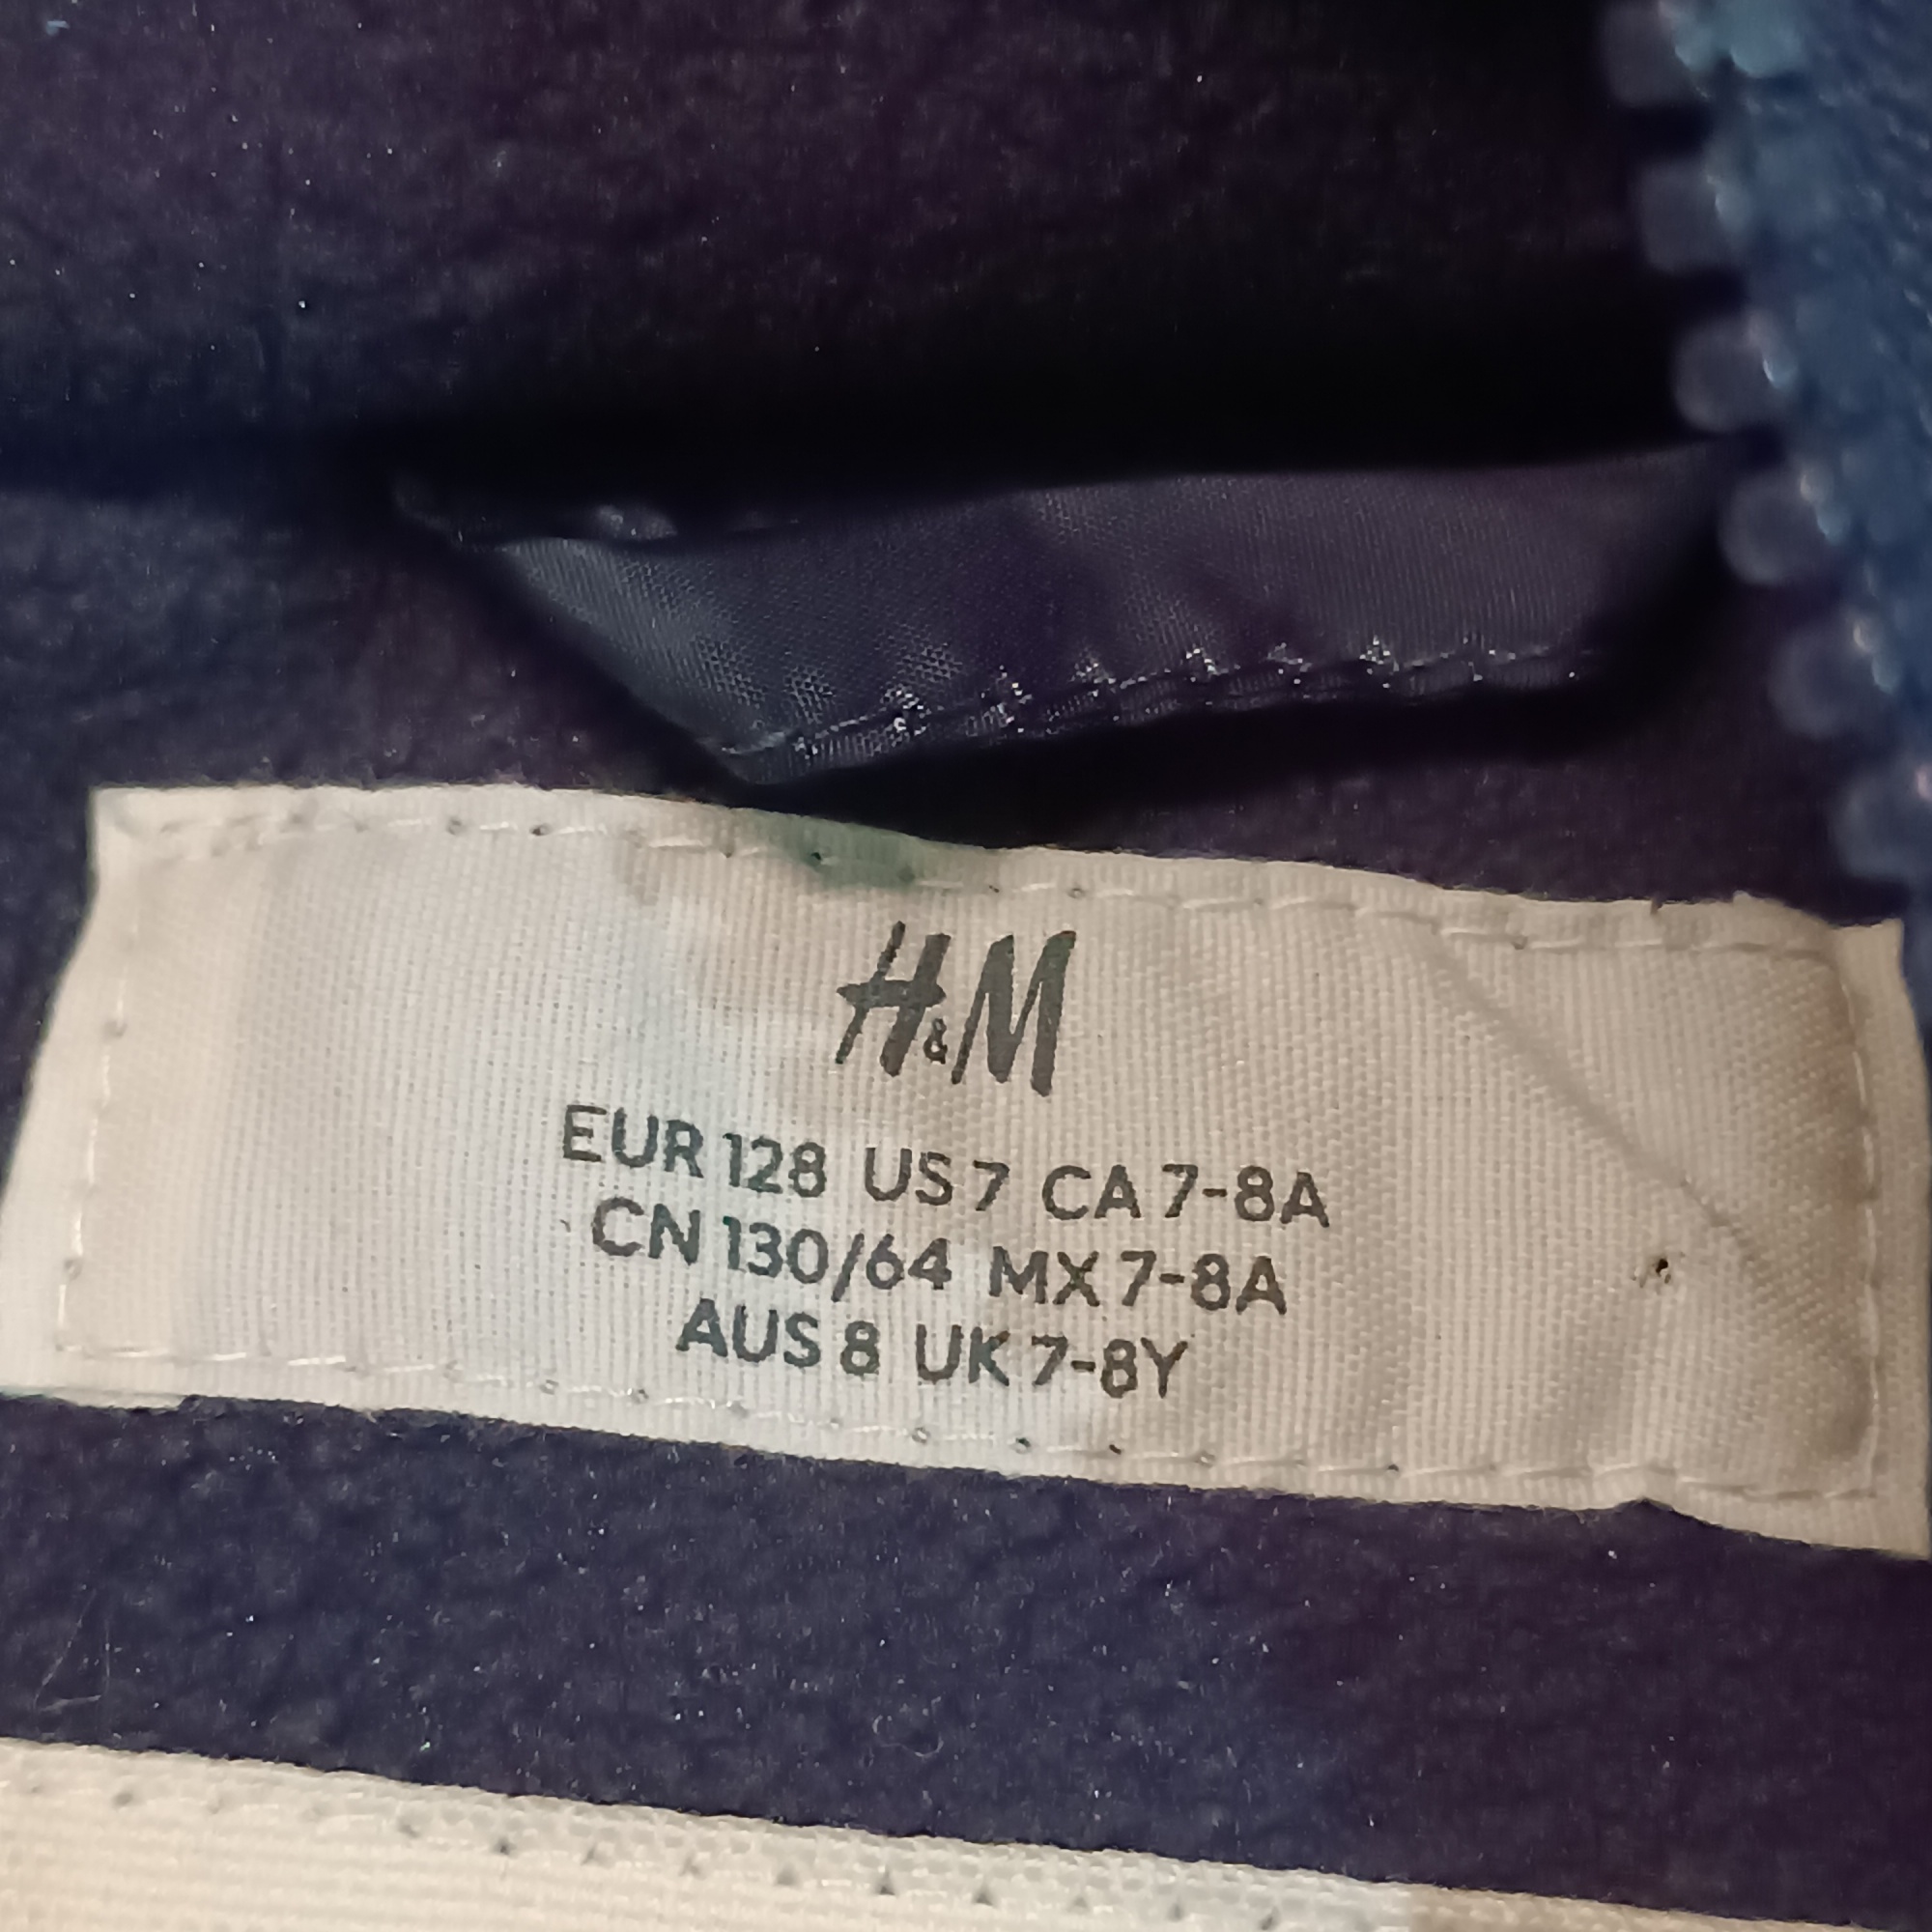 H&M
EUR 128 US 7 CA 7-8A
CN 130/64 MX 7-8A
AUS 8 UK 7-8Y